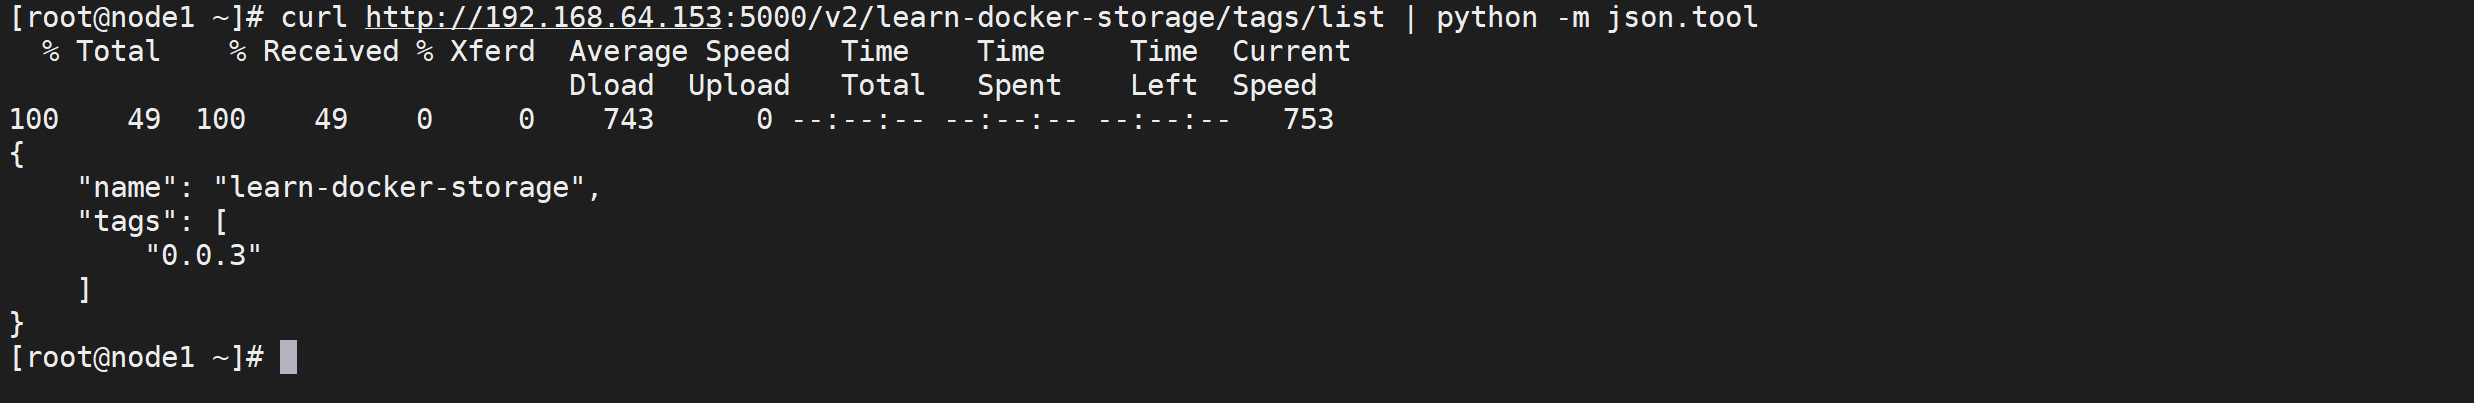 [root@node1 ~]# curl http://192.168.64.153:5000/v2/learn-docker-storage/tags/list | python -m json.tool
  % Total    % Received % Xferd  Average Speed   Time    Time     Time  Current
                                 Dload  Upload   Total   Spent    Left  Speed
100    49  100    49    0     0    743      0 --:--:-- --:--:-- --:--:--   753
{
    "name": "learn-docker-storage",
    "tags": [
        "0.0.3"
    ]
}
[root@node1 ~]#